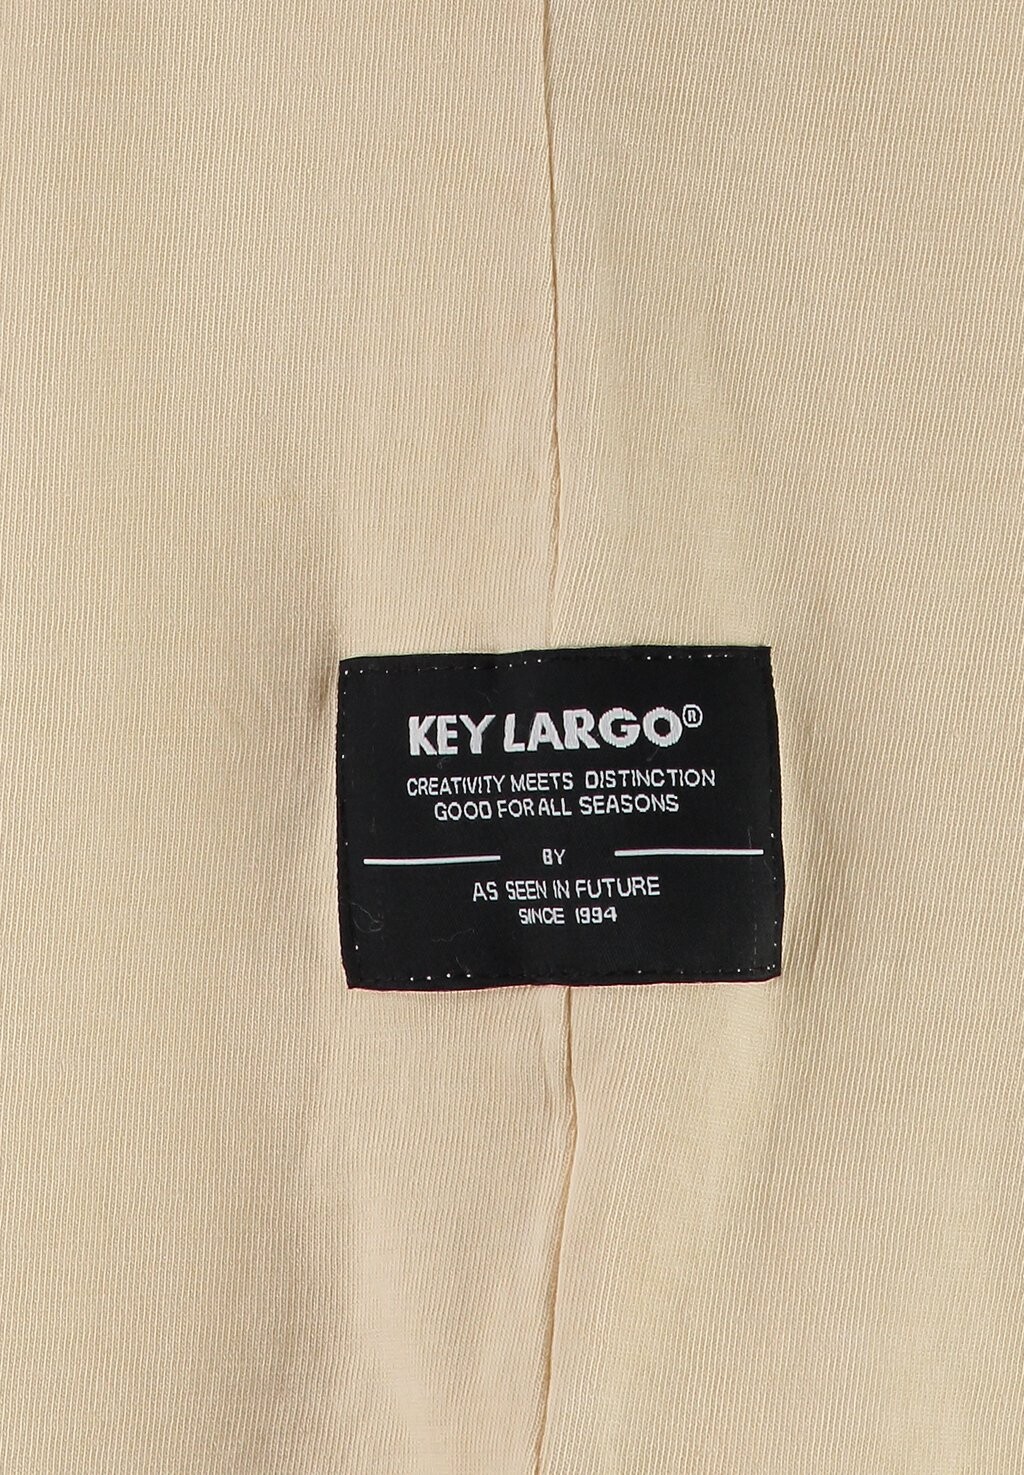 KEY LARGO®
CREATIVITY MEETS DISTINCTION
GOOD FOR ALL SEASONS
BY
AS SEEN IN FUTURE
SINCE 1994